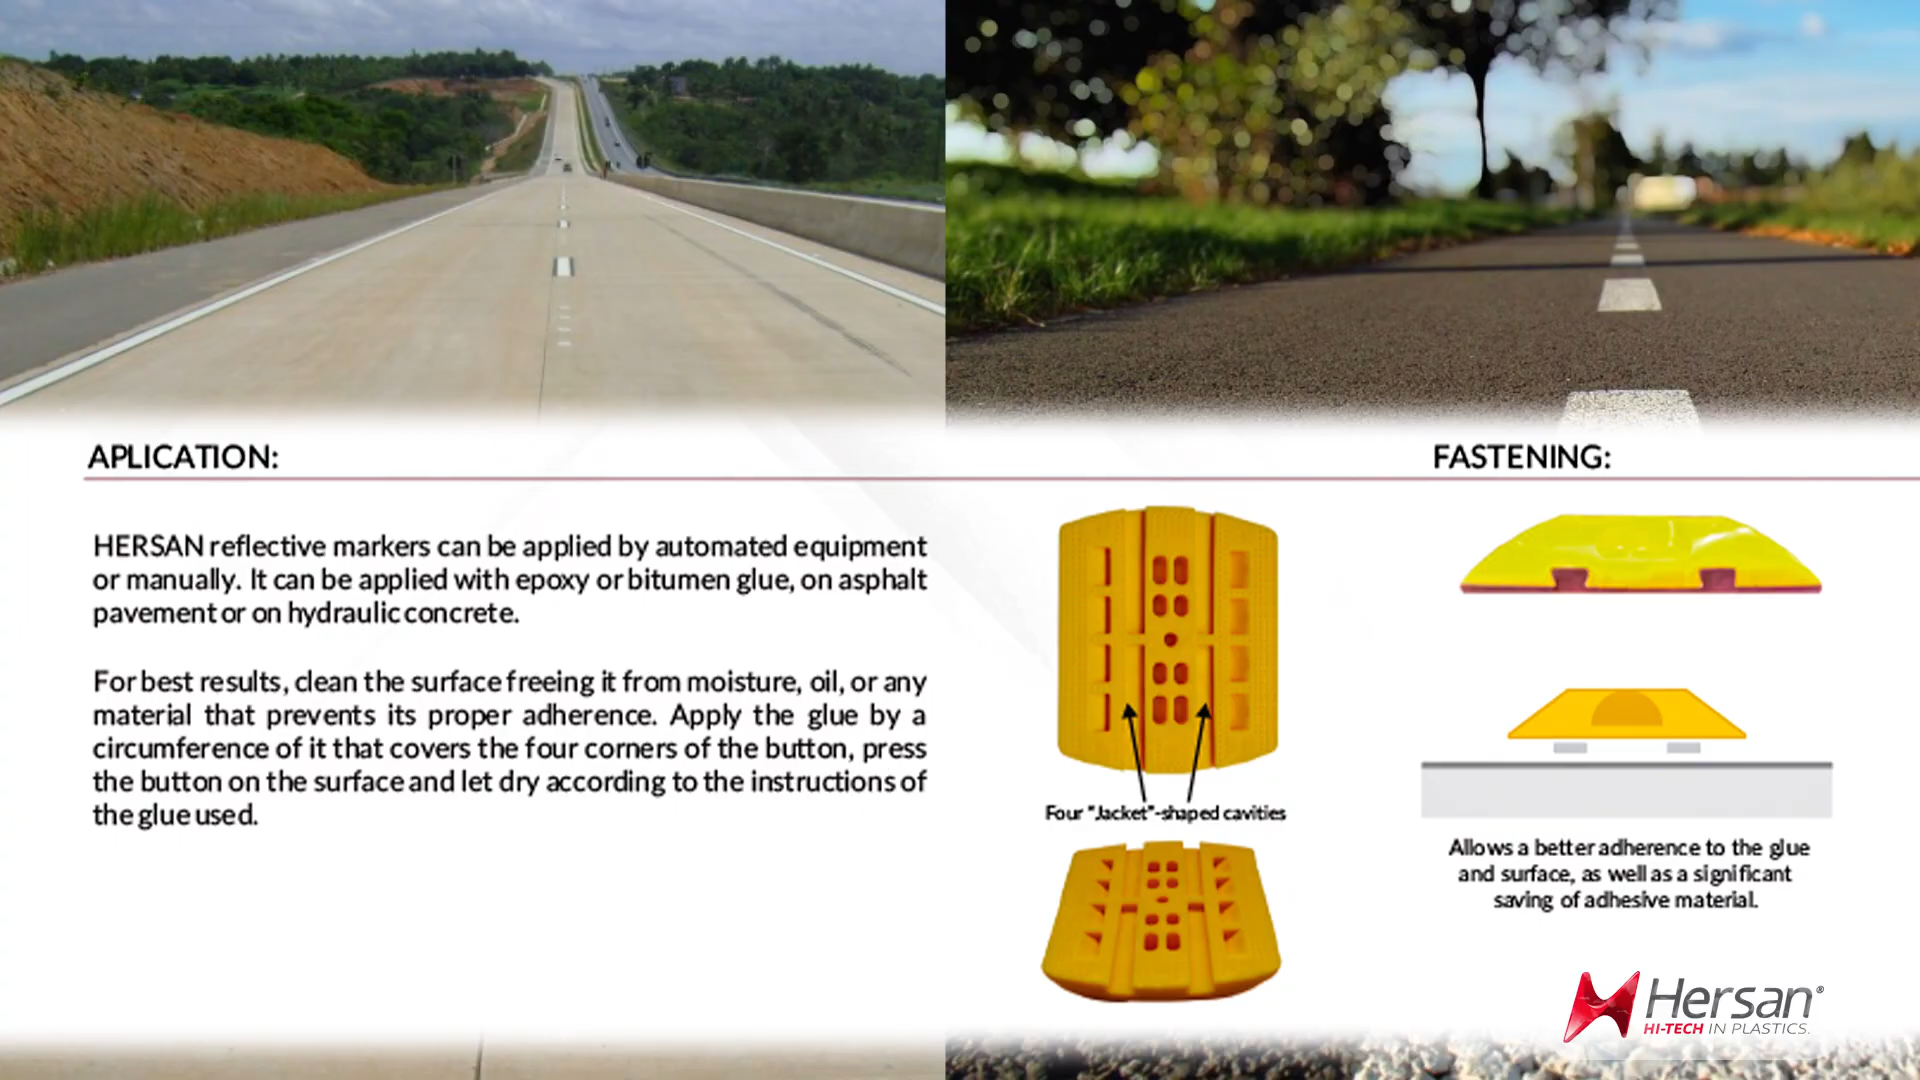 APLICATION:
HERSAN reflective markers can be applied by automated equipment
or manually. It can be applied with epoxy or bitumen glue, on asphalt
pavement or on hydraulic concrete.
For best results, clean the surface freeing it from moisture, oil, or any
material that prevents its proper adherence. Apply the glue by a
circumference of it that covers the four corners of the button, press
the button on the surface and let dry according to the instructions of
the glue used.
Four "Jacket"-shaped cavities
FASTENING:
Allows a better adherence to the glue
and surface, as well as a significant
saving of adhesive material.
Hersan®
HI-TECH IN PLASTICS.